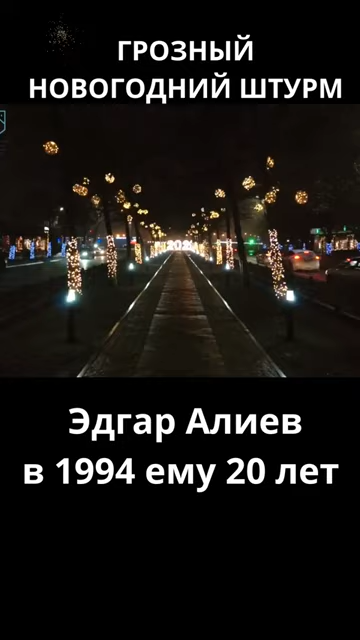 ГРОЗНЫЙ
НОВОГОДНИЙ ШТУРМ
Эдгар Алиев
в 1994 ему 20 лет